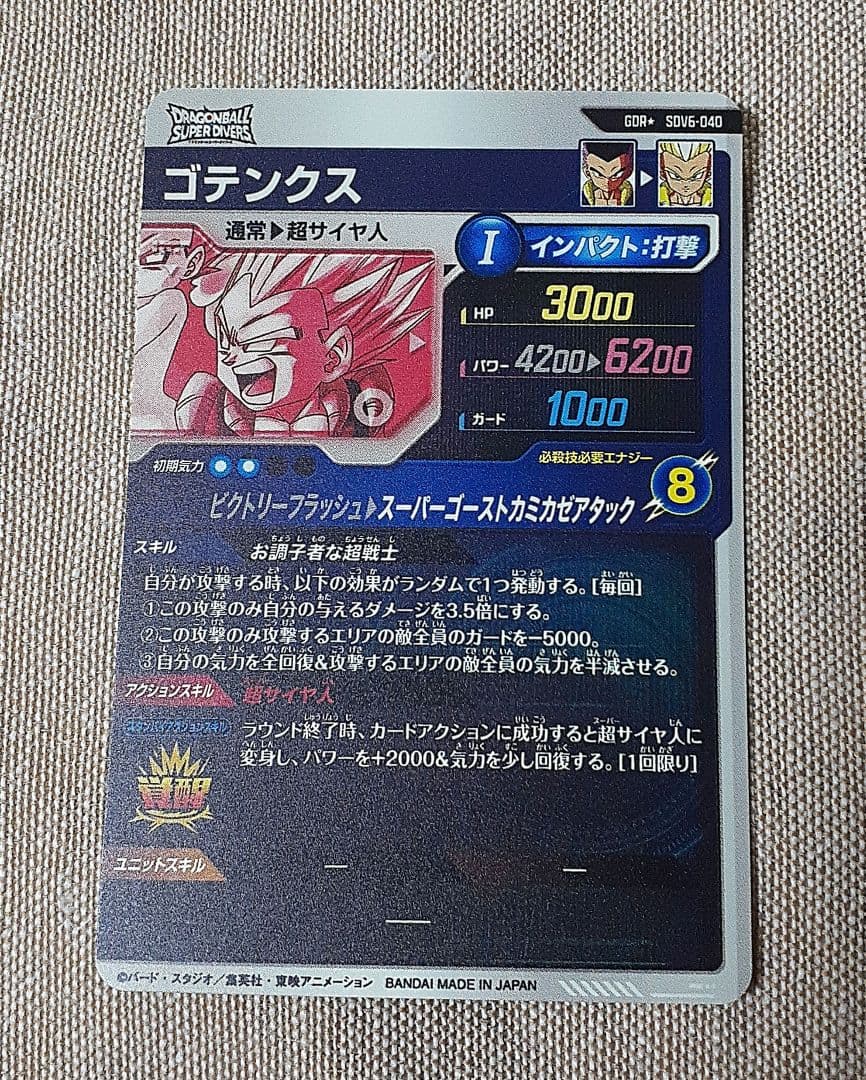 DRAGONBALL
SUPER DIVERS
GDR★ SDV6-040
ゴテンクス
通常▶超サイヤ人
I インパクト:打撃
HP 3000
パワー 4200▶6200
ガード 1000
初期気力
必殺技必要エナジー
8
ビクトリーフラッシュ▶スーパーゴーストカミカゼアタック
スキル お調子者な超戦士
自分が攻撃する時、以下の効果がランダムで1つ発動する。[毎回]
①この攻撃のみ自分の与えるダメージを3.5倍にする。
②この攻撃のみ攻撃するエリアの敵全員のガードを-5000。
③自分の気力を全回復&攻撃するエリアの敵全員の気力を半減させる。
アクションスキル 超サイヤ人
ラウンド終了時、カードアクションに成功すると超サイヤ人に
変身し、パワーを+2000&気力を少し回復する。[1回限り]
覚醒
ユニットスキル
©バード・スタジオ/集英社・東映アニメーション BANDAI MADE IN JAPAN